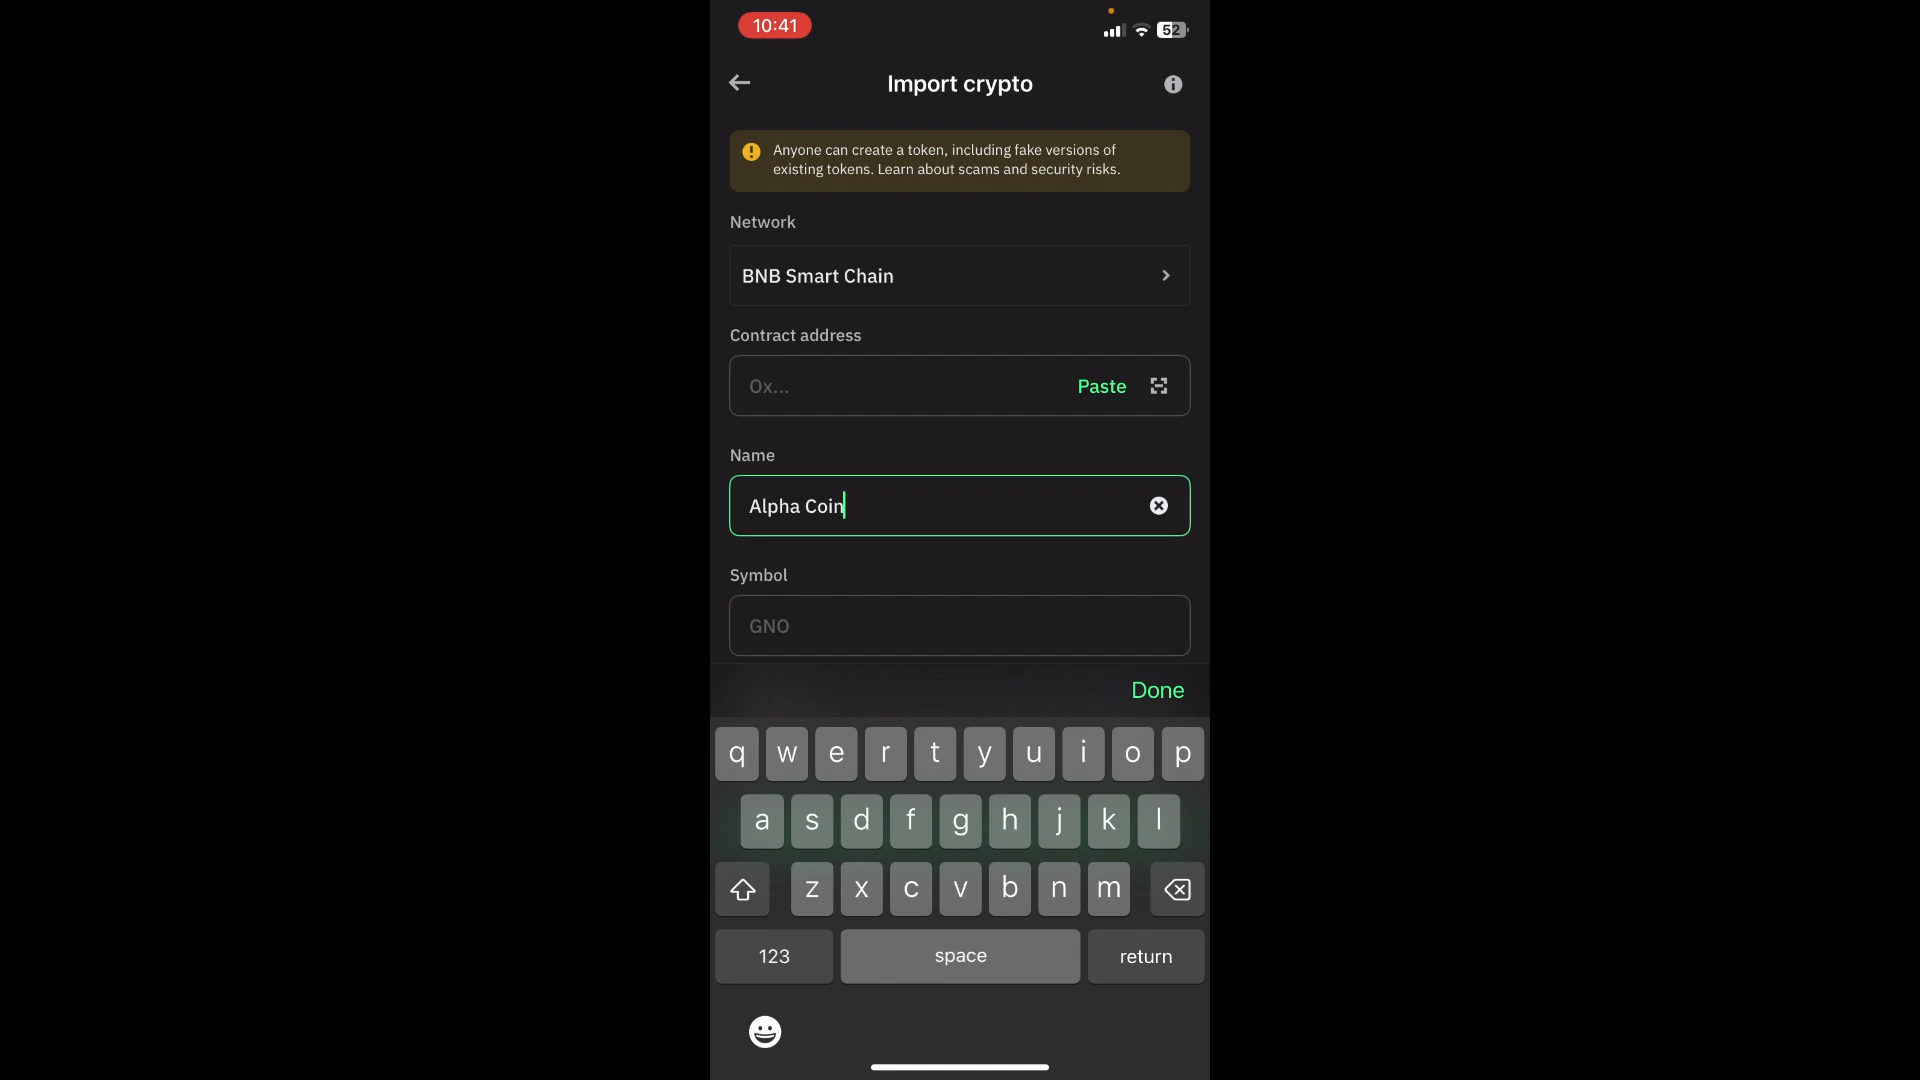 10:41
52
Import crypto
Anyone can create a token, including fake versions of
existing tokens. Learn about scams and security risks.
Network
BNB Smart Chain
Contract address
0x...
Paste
Name
Alpha Coin
Symbol
GNO
Done
q w e r t y u i o p
a s d f g h j k l
z x c v b n m
123 space return